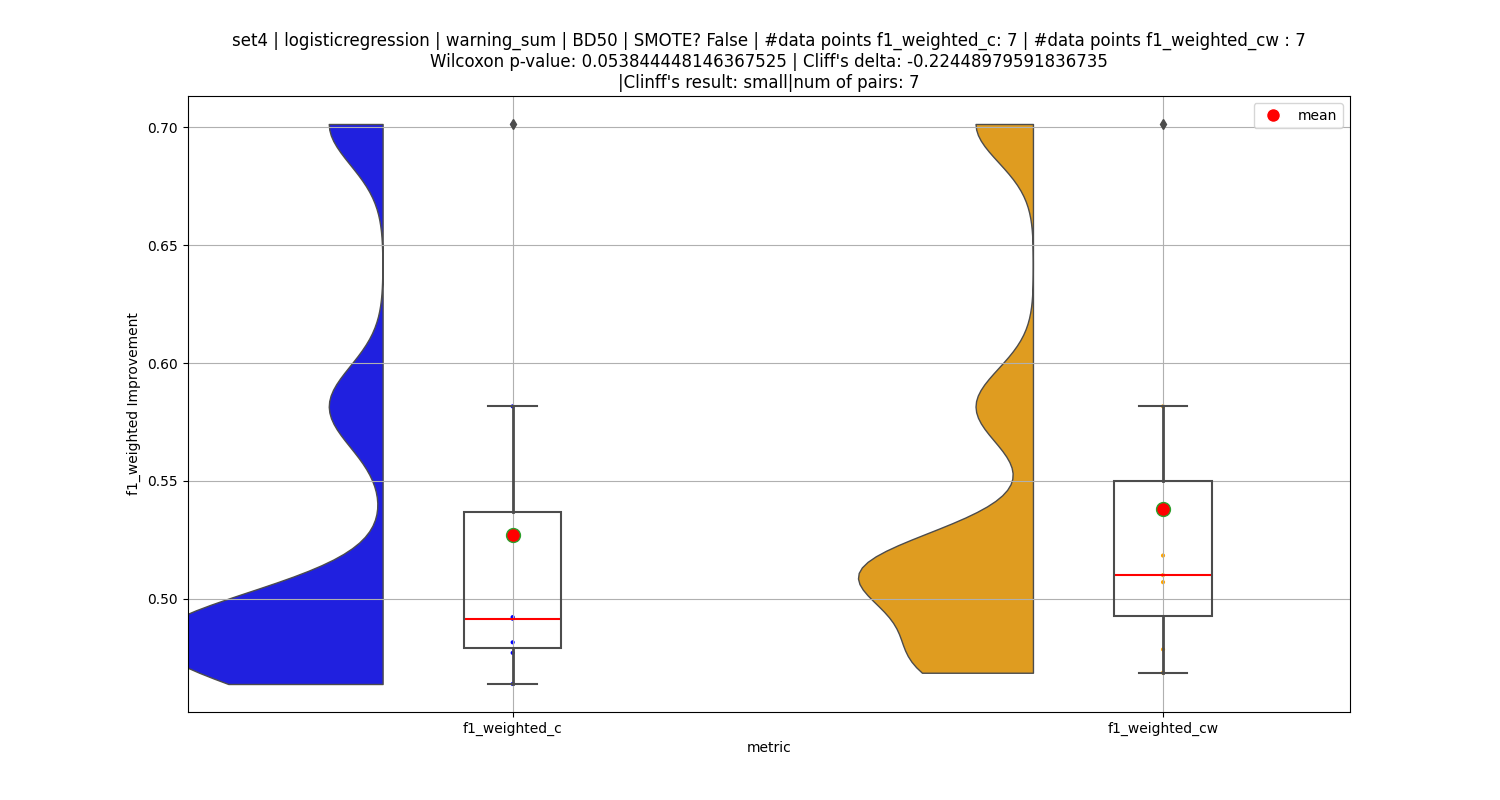 set4 | logisticregression | warning_sum | BD50 | SMOTE? False | #data points f1_weighted_c: 7 | #data points f1_weighted_cw : 7
Wilcoxon p-value: 0.053844448146367525 | Cliff's delta: -0.22448979591836735
|Clinff's result: small|num of pairs: 7
mean
0.70
0.65
0.60
0.55
0.50
f1_weighted Improvement
f1_weighted_c
f1_weighted_cw
metric